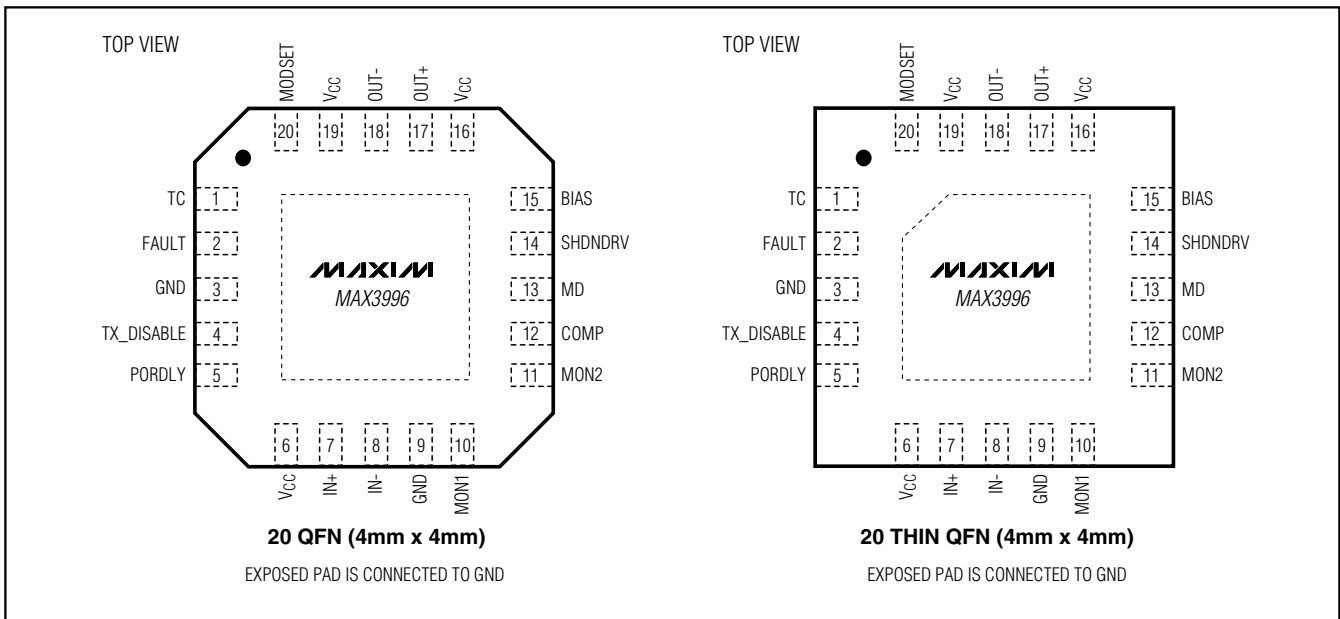 TOP VIEW
MODSET
VCC
OUT-
OUT+
VCC
20 19 18 17 16
TC 1
FAULT 2
GND 3
TX_DISABLE 4
PORDLY 5
15 BIAS
14 SHDNDRV
13 MD
12 COMP
11 MON2
MAXIM
MAX3996
6 7 8 9 10
VCC
IN+
IN-
GND
MON1
20 QFN (4mm x 4mm)
EXPOSED PAD IS CONNECTED TO GND
TOP VIEW
MODSET
VCC
OUT-
OUT+
VCC
20 19 18 17 16
TC 1
FAULT 2
GND 3
TX_DISABLE 4
PORDLY 5
15 BIAS
14 SHDNDRV
13 MD
12 COMP
11 MON2
MAXIM
MAX3996
6 7 8 9 10
VCC
IN+
IN-
GND
MON1
20 THIN QFN (4mm x 4mm)
EXPOSED PAD IS CONNECTED TO GND